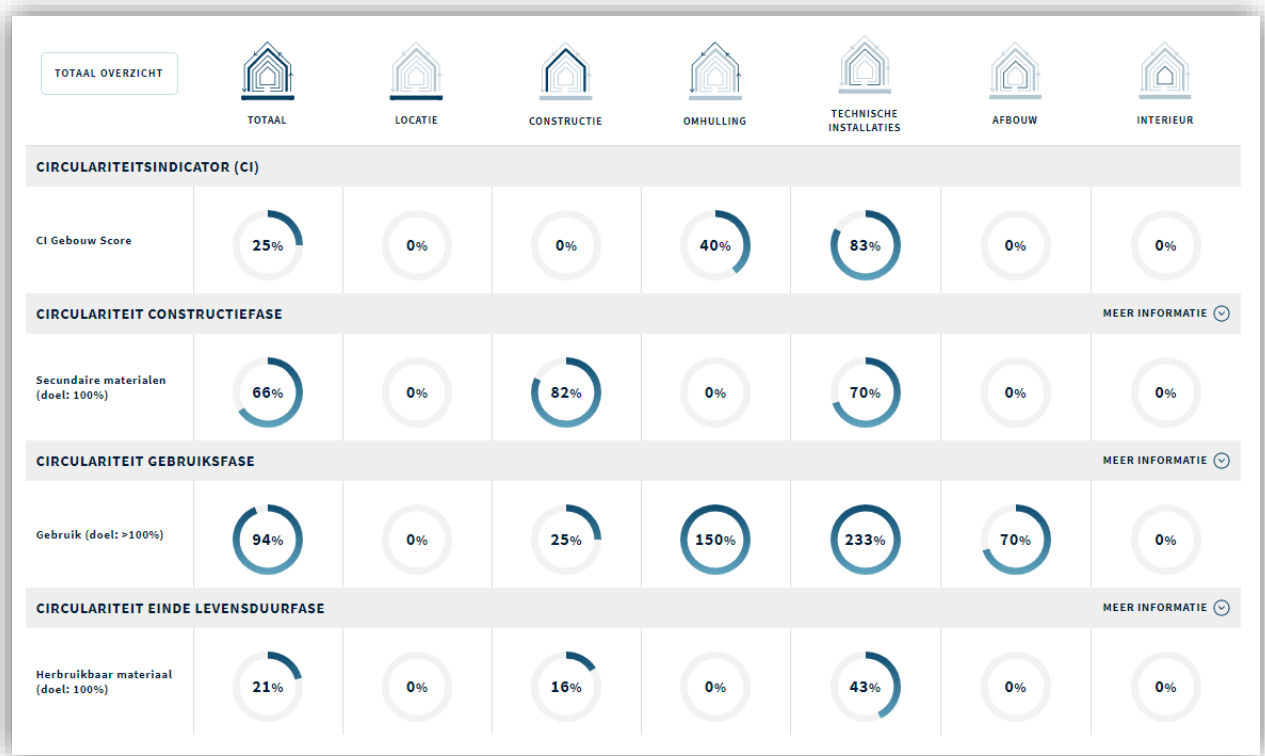 TOTAAL OVERZICHT
TOTAAL
LOCATIE
CONSTRUCTIE
OMHULLING
TECHNISCHE
INSTALLATIES
AFBOUW
INTERIEUR
CIRCULARITEITSINDICATOR (CI)
CI Gebouw Score
25%
0%
0%
40%
83%
0%
0%
CIRCULARITEIT CONSTRUCTIEFASE
MEER INFORMATIE
Secundaire materialen
(doel: 100%)
66%
0%
82%
0%
70%
0%
0%
CIRCULARITEIT GEBRUIKSFASE
MEER INFORMATIE
Gebruik (doel: >100%)
94%
0%
25%
150%
233%
70%
0%
CIRCULARITEIT EINDE LEVENSDUURFASE
MEER INFORMATIE
Herbruikbaar materiaal
(doel: 100%)
21%
0%
16%
0%
43%
0%
0%